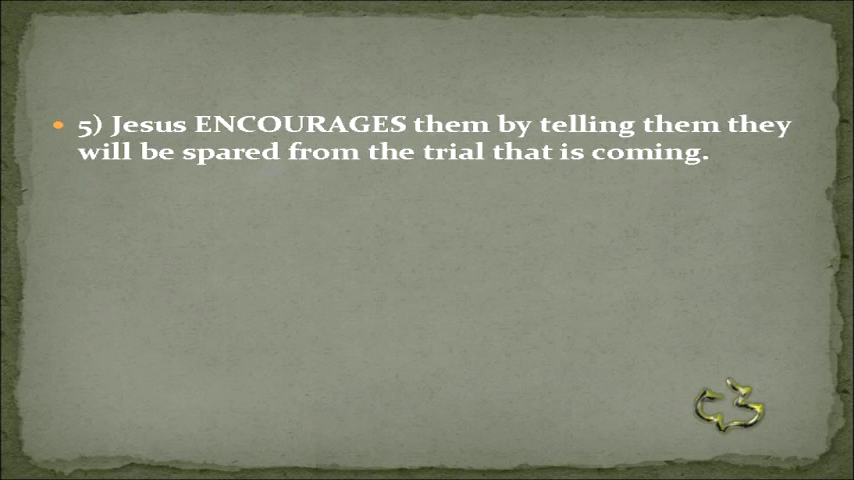 • 5) Jesus ENCOURAGES them by telling them they
will be spared from the trial that is coming.